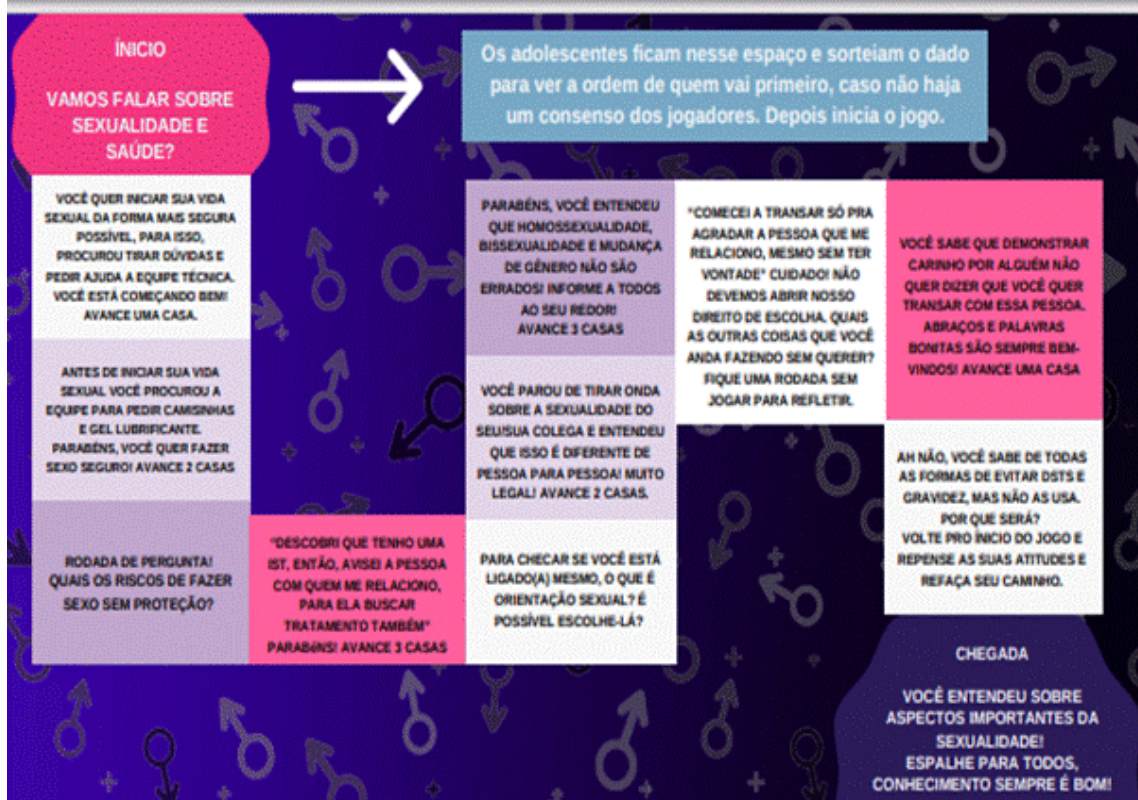 ÍNICIO
VAMOS FALAR SOBRE
SEXUALIDADE E
SAÚDE?
Os adolescentes ficam nesse espaço e sorteiam o dado
para ver a ordem de quem vai primeiro, caso não haja
um consenso dos jogadores. Depois inicia o jogo.
VOCÊ QUER INICIAR SUA VIDA
SEXUAL DA FORMA MAIS SEGURA
POSSÍVEL, PARA ISSO,
PROCUROU TIRAR DÚVIDAS E
PEDIR AJUDA A EQUIPE TÉCNICA.
VOCÊ ESTÁ COMEÇANDO BEM!
AVANCE UMA CASA.
ANTES DE INICIAR SUA VIDA
SEXUAL VOCÊ PROCUROU A
EQUIPE PARA PEDIR CAMISINHAS
E GEL LUBRIFICANTE.
PARABÉNS, VOCÊ QUER FAZER
SEXO SEGURO! AVANCE 2 CASAS
RODADA DE PERGUNTA!
QUAIS OS RISCOS DE FAZER
SEXO SEM PROTEÇÃO?
"DESCOBRI QUE TENHO UMA
IST, ENTÃO, AVISEI A PESSOA
COM QUEM ME RELACIONO,
PARA ELA BUSCAR
TRATAMENTO TAMBÉM"
PARABéNS! AVANCE 3 CASAS
PARA CHECAR SE VOCÊ ESTÁ
LIGADO(A) MESMO, O QUE É
ORIENTAÇÃO SEXUAL? É
POSSÍVEL ESCOLHE-LÁ?
VOCÊ PAROU DE TIRAR ONDA
SOBRE A SEXUALIDADE DO
SEU/SUA COLEGA E ENTENDEU
QUE ISSO É DIFERENTE DE
PESSOA PARA PESSOA! MUITO
LEGAL! AVANCE 2 CASAS.
PARABÉNS, VOCÊ ENTENDEU
QUE HOMOSSEXUALIDADE,
BISSEXUALIDADE E MUDANÇA
DE GÊNERO NÃO SÃO
ERRADOS! INFORME A TODOS
AO SEU REDOR!
AVANCE 3 CASAS
"COMECEI A TRANSAR SÓ PRA
AGRADAR A PESSOA QUE ME
RELACIONO, MESMO SEM TER
VONTADE" CUIDADO! NÃO
DEVEMOS ABRIR NOSSO
DIREITO DE ESCOLHA. QUAIS
AS OUTRAS COISAS QUE VOCÊ
ANDA FAZENDO SEM QUERER?
FIQUE UMA RODADA SEM
JOGAR PARA REFLETIR.
VOCÊ SABE QUE DEMONSTRAR
CARINHO POR ALGUÉM NÃO
QUER DIZER QUE VOCÊ QUER
TRANSAR COM ESSA PESSOA.
ABRAÇOS E PALAVRAS
BONITAS SÃO SEMPRE BEM-
VINDOS! AVANCE UMA CASA
AH NÃO, VOCÊ SABE DE TODAS
AS FORMAS DE EVITAR DSTS E
GRAVIDEZ, MAS NÃO AS USA.
POR QUE SERÁ?
VOLTE PRO ÍNICIO DO JOGO E
REPENSE AS SUAS ATITUDES E
REFAÇA SEU CAMINHO.
CHEGADA
VOCÊ ENTENDEU SOBRE
ASPECTOS IMPORTANTES DA
SEXUALIDADE!
ESPALHE PARA TODOS,
CONHECIMENTO SEMPRE É BOM!